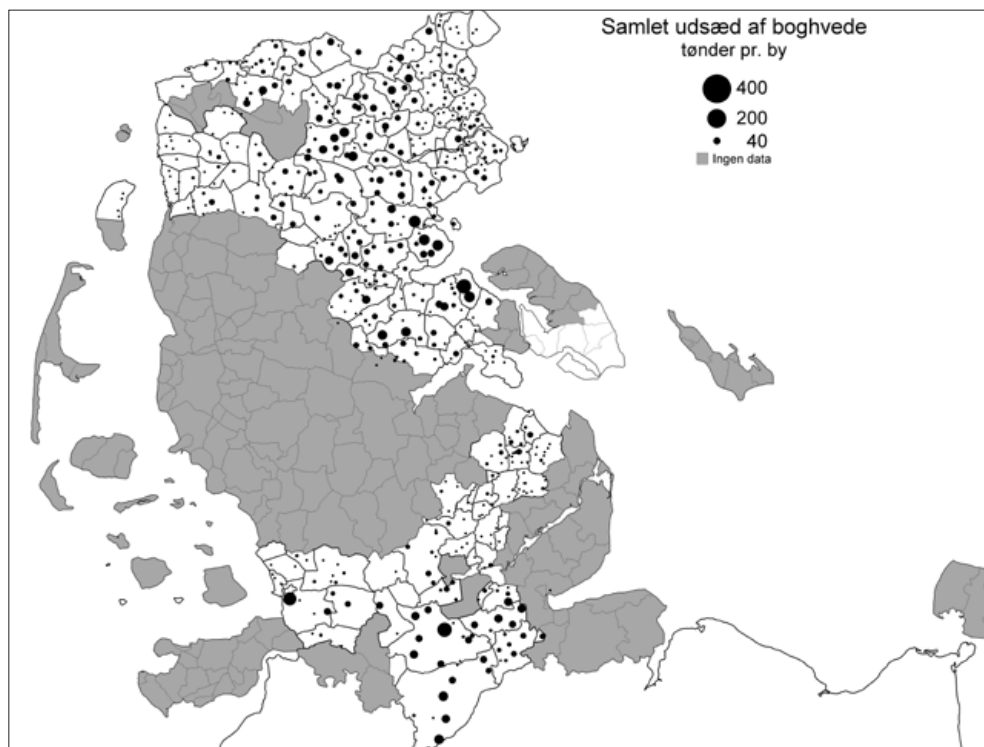 Samlet udsæd af boghvede
tønder pr. by
400
200
40
Ingen data